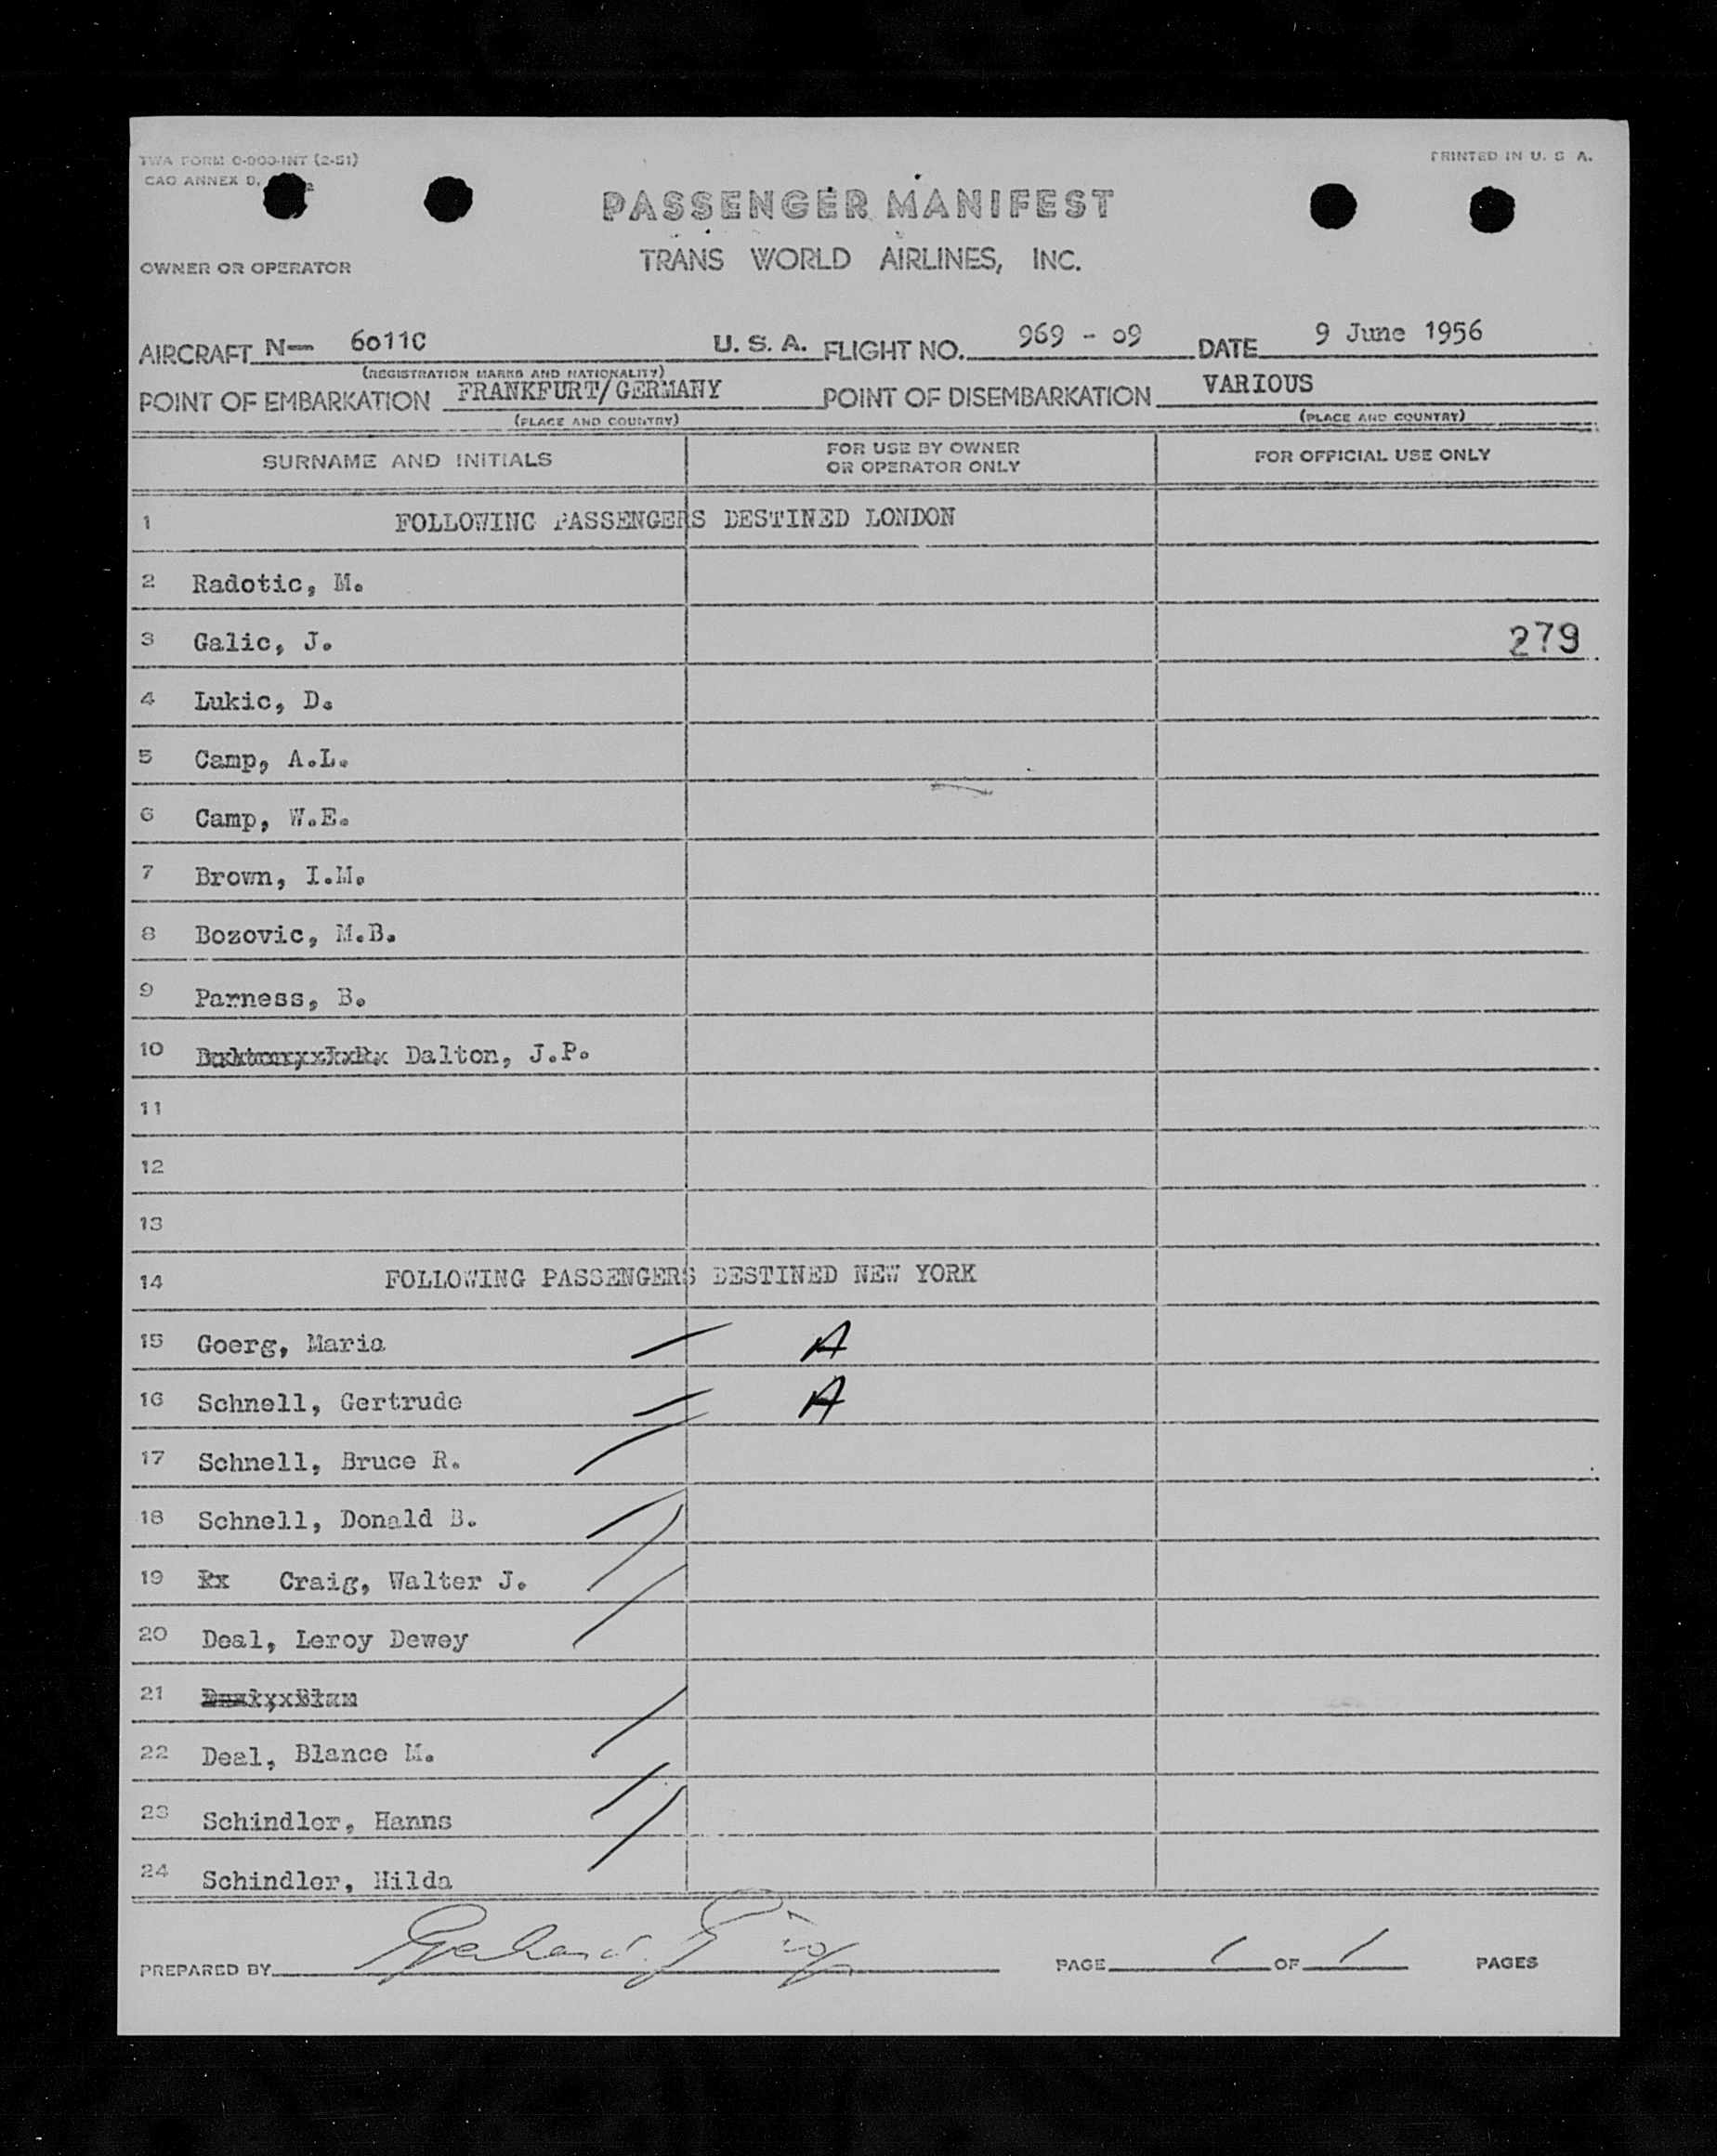 TWA FORM C-900-INT (2-51)
PRINTED IN U. S. A.
CAO ANNEX D,
PASSENGER MANIFEST
OWNER OR OPERATOR
TRANS WORLD AIRLINES, INC.
AIRCRAFT N— 6011C U. S. A. FLIGHT NO. 969 - 09 DATE 9 June 1956
(REGISTRATION MARKS AND NATIONALITY)
POINT OF EMBARKATION FRANKFURT/GERMANY POINT OF DISEMBARKATION VARIOUS
(PLACE AND COUNTRY) (PLACE AND COUNTRY)
SURNAME AND INITIALS FOR USE BY OWNER OR OPERATOR ONLY FOR OFFICIAL USE ONLY
1 FOLLOWING PASSENGERS DESTINED LONDON
2 Radotic, M.
3 Galic, J. 279
4 Lukic, D.
5 Camp, A.L.
6 Camp, W.E.
7 Brown, I.M.
8 Bozovic, M.B.
9 Parness, B.
10 Dalton, J.P.
11
12
13
14 FOLLOWING PASSENGERS DESTINED NEW YORK
15 Goerg, Maria A
16 Schnell, Gertrude A
17 Schnell, Bruce R.
18 Schnell, Donald B.
19 Craig, Walter J.
20 Deal, Leroy Dewey
21
22 Deal, Blance M.
23 Schindler, Hanns
24 Schindler, Hilda
PREPARED BY PAGE 1 OF 1 PAGES